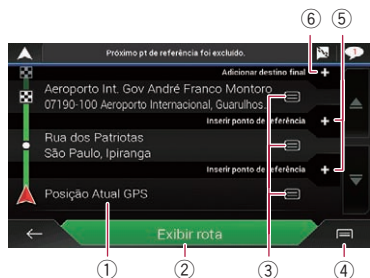 ⑥ ⑤
Próximo pt de referência foi excluído.
1
Adicionar destino final +
Aeroporto Int. Gov André Franco Montoro
07190-100 Aeroporto Internacional, Guarulhos...
Inserir ponto de referência +
Rua dos Patriotas
São Paulo, Ipiranga
Inserir ponto de referência +
Posição Atual GPS
Exibir rota
① ② ③ ④